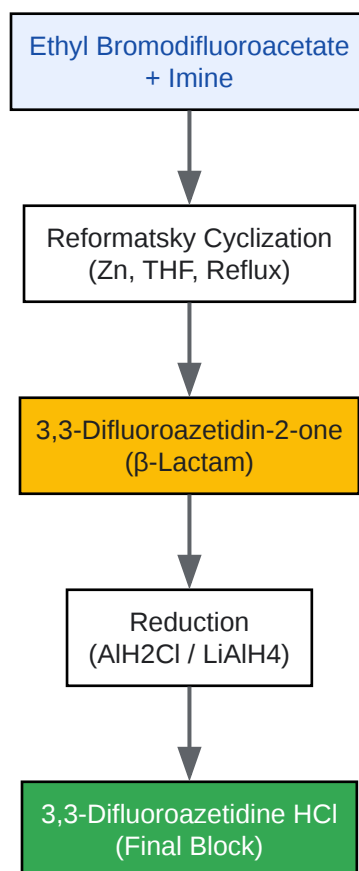 Ethyl Bromodifluoroacetate
+ Imine
Reformatsky Cyclization
(Zn, THF, Reflux)
3,3-Difluoroazetidin-2-one
(β-Lactam)
Reduction
(AlH2Cl / LiAlH4)
3,3-Difluoroazetidine HCl
(Final Block)